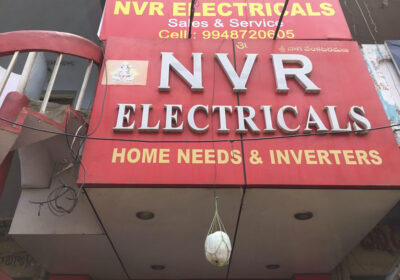 NVR ELECTRICALS
Sales & Service
Cell : 9948720605
NVR
ELECTRICALS
HOME NEEDS & INVERTERS